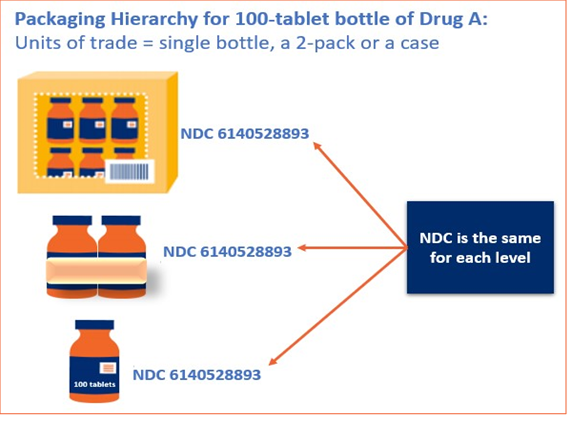 Packaging Hierarchy for 100-tablet bottle of Drug A:
Units of trade = single bottle, a 2-pack or a case
NDC 6140528893
NDC 6140528893
NDC is the same
for each level
100 tablets
NDC 6140528893